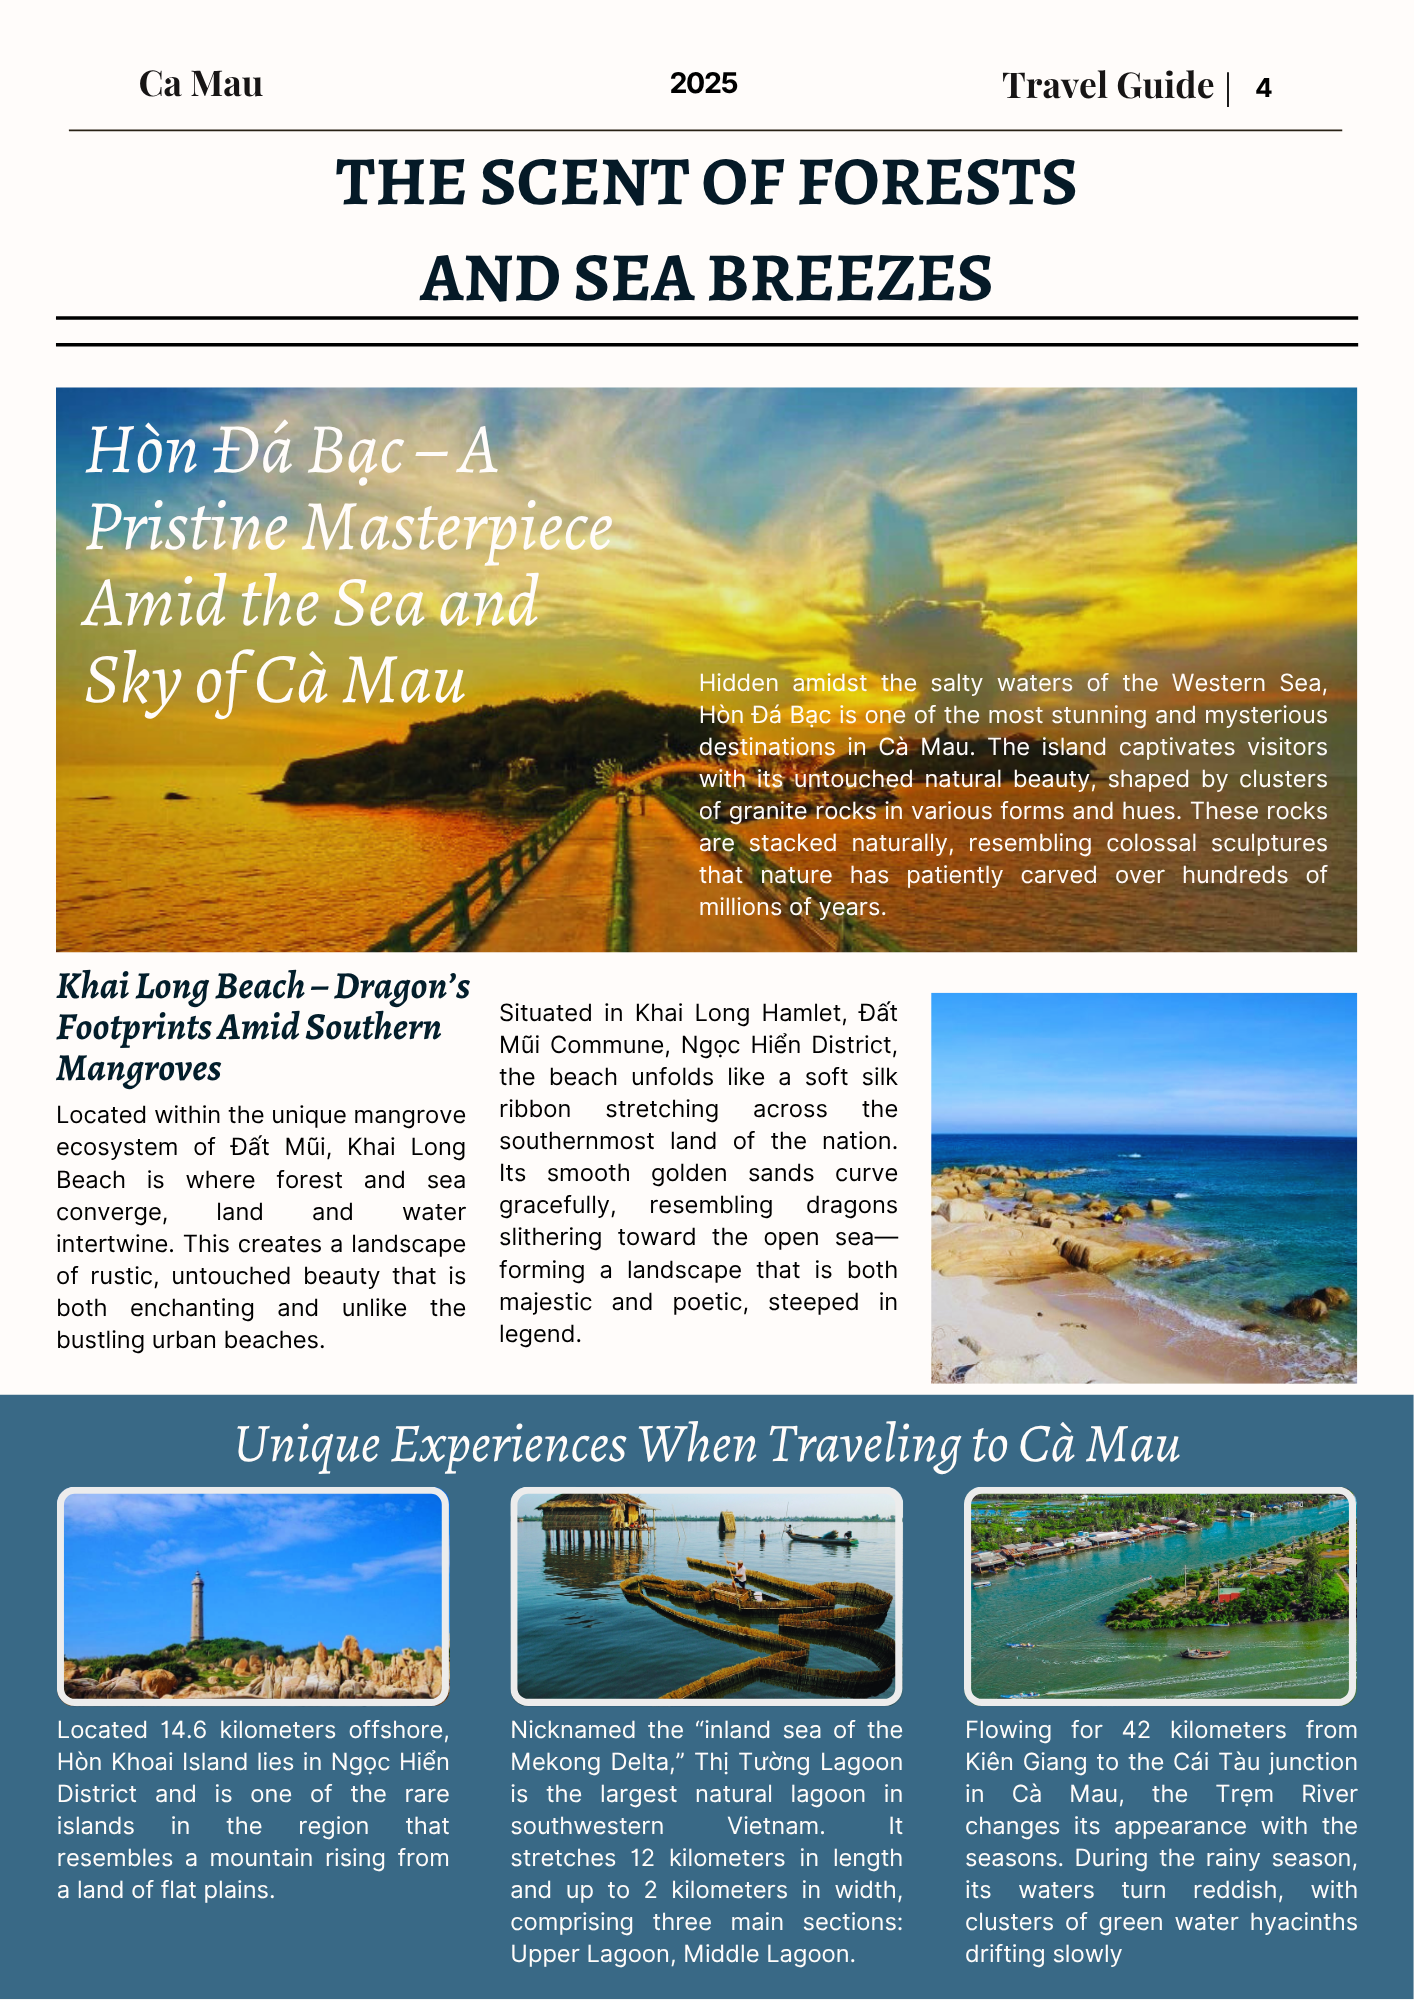 Ca Mau 2025 Travel Guide | 4
THE SCENT OF FORESTS
AND SEA BREEZES
Hòn Đá Bạc – A
Pristine Masterpiece
Amid the Sea and
Sky of Cà Mau
Hidden amidst the salty waters of the Western Sea,
Hòn Đá Bạc is one of the most stunning and mysterious
destinations in Cà Mau. The island captivates visitors
with its untouched natural beauty, shaped by clusters
of granite rocks in various forms and hues. These rocks
are stacked naturally, resembling colossal sculptures
that nature has patiently carved over hundreds of
millions of years.
Khai Long Beach – Dragon’s
Footprints Amid Southern
Mangroves
Located within the unique mangrove
ecosystem of Đất Mũi, Khai Long
Beach is where forest and sea
converge, land and water
intertwine. This creates a landscape
of rustic, untouched beauty that is
both enchanting and unlike the
bustling urban beaches.
Situated in Khai Long Hamlet, Đất
Mũi Commune, Ngọc Hiển District,
the beach unfolds like a soft silk
ribbon stretching across the
southernmost land of the nation.
Its smooth golden sands curve
gracefully, resembling dragons
slithering toward the open sea—
forming a landscape that is both
majestic and poetic, steeped in
legend.
Unique Experiences When Traveling to Cà Mau
Located 14.6 kilometers offshore,
Hòn Khoai Island lies in Ngọc Hiển
District and is one of the rare
islands in the region that
resembles a mountain rising from
a land of flat plains.
Nicknamed the “inland sea of the
Mekong Delta,” Thị Tường Lagoon
is the largest natural lagoon in
southwestern Vietnam. It
stretches 12 kilometers in length
and up to 2 kilometers in width,
comprising three main sections:
Upper Lagoon, Middle Lagoon.
Flowing for 42 kilometers from
Kiên Giang to the Cái Tàu junction
in Cà Mau, the Trẹm River
changes its appearance with the
seasons. During the rainy season,
its waters turn reddish, with
clusters of green water hyacinths
drifting slowly